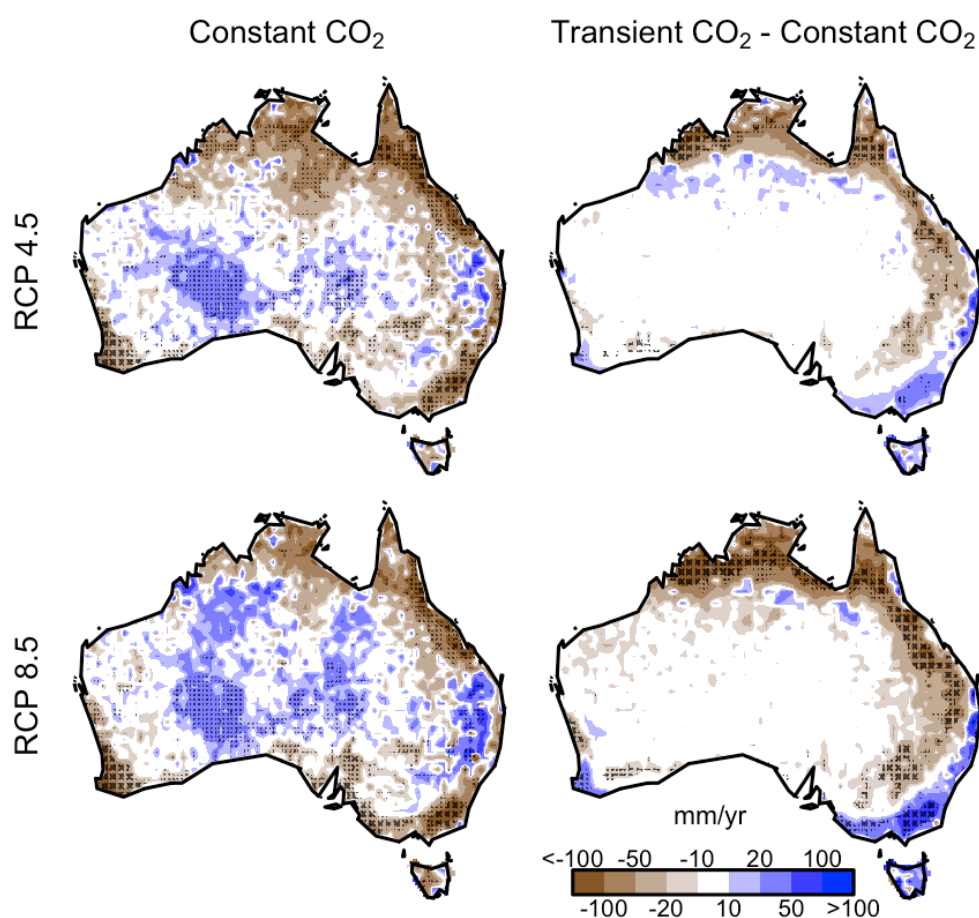 Constant CO₂
Transient CO₂ - Constant CO₂
RCP 4.5
RCP 8.5
mm/yr
<-100 -50 -10 20 100
-100 -20 10 50 >100